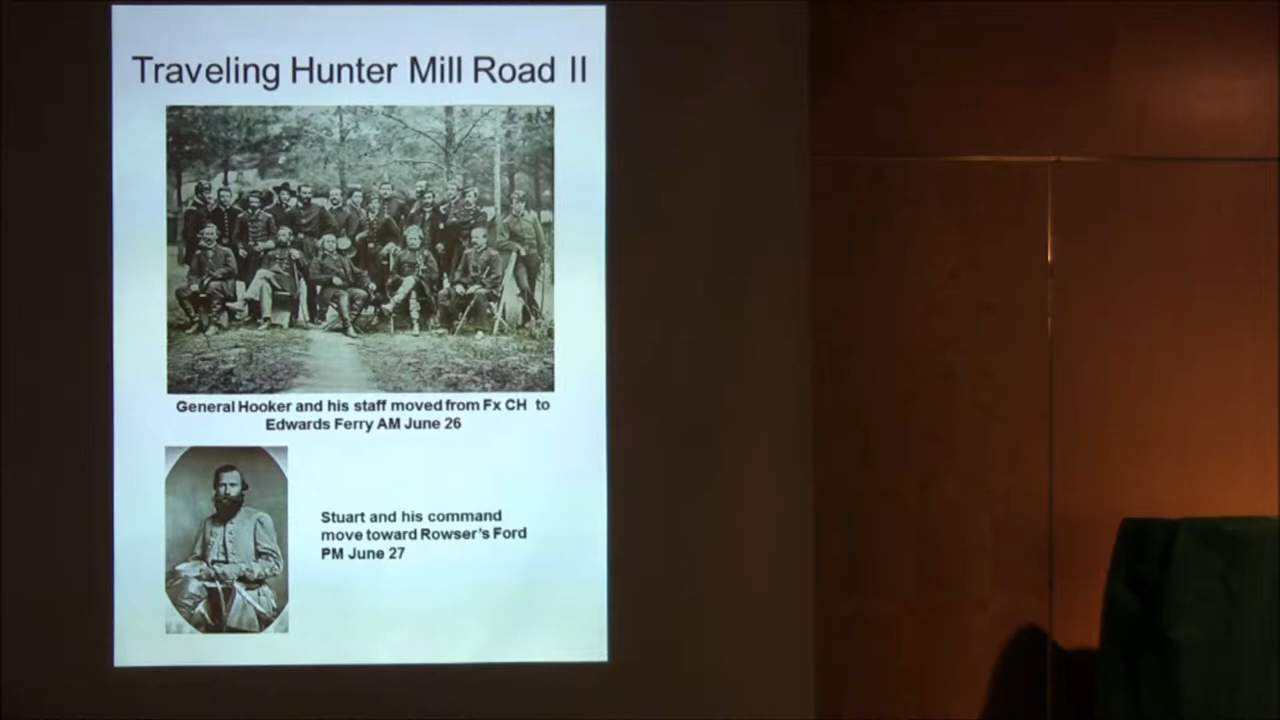 Traveling Hunter Mill Road II
General Hooker and his staff moved from Fx CH to
Edwards Ferry AM June 26
Stuart and his command
move toward Rowser's Ford
PM June 27